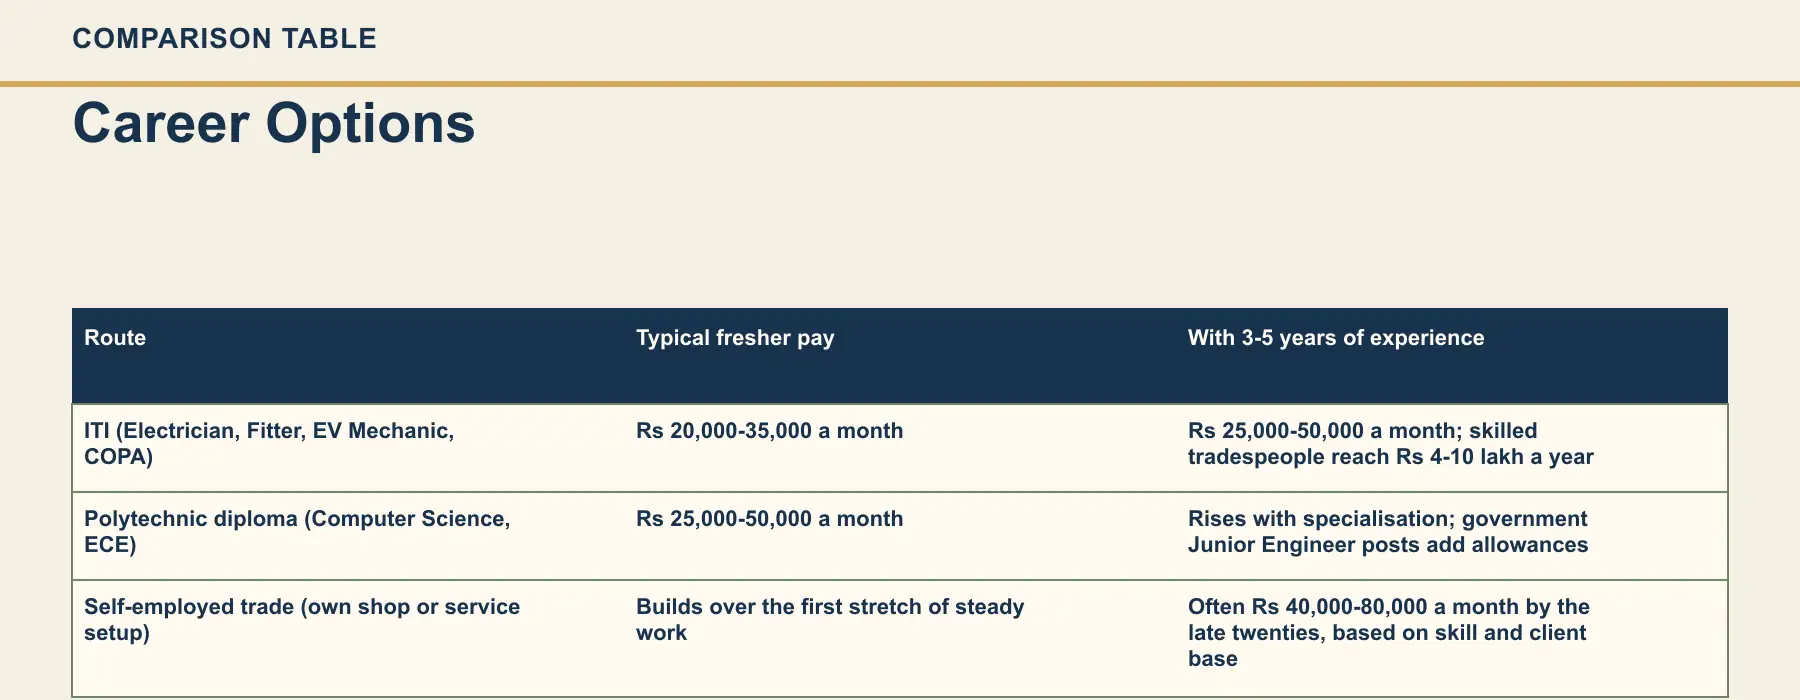 COMPARISON TABLE
Career Options
Route
Typical fresher pay
With 3-5 years of experience
ITI (Electrician, Fitter, EV Mechanic,
COPA)
Rs 20,000-35,000 a month
Rs 25,000-50,000 a month; skilled
tradespeople reach Rs 4-10 lakh a year
Polytechnic diploma (Computer Science,
ECE)
Rs 25,000-50,000 a month
Rises with specialisation; government
Junior Engineer posts add allowances
Self-employed trade (own shop or service
setup)
Builds over the first stretch of steady
work
Often Rs 40,000-80,000 a month by the
late twenties, based on skill and client
base